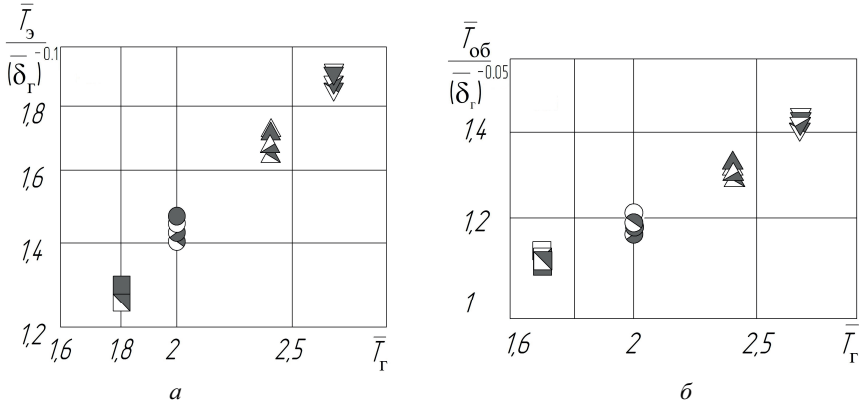 T̅э
(δ̅г)-0.1
1,8
1,6
1,4
1,2
1,6 1,8 2 2,5 T̅г
а
T̅об
(δ̅г)-0.05
1,4
1,2
1
1,6 2 2,5 T̅г
б